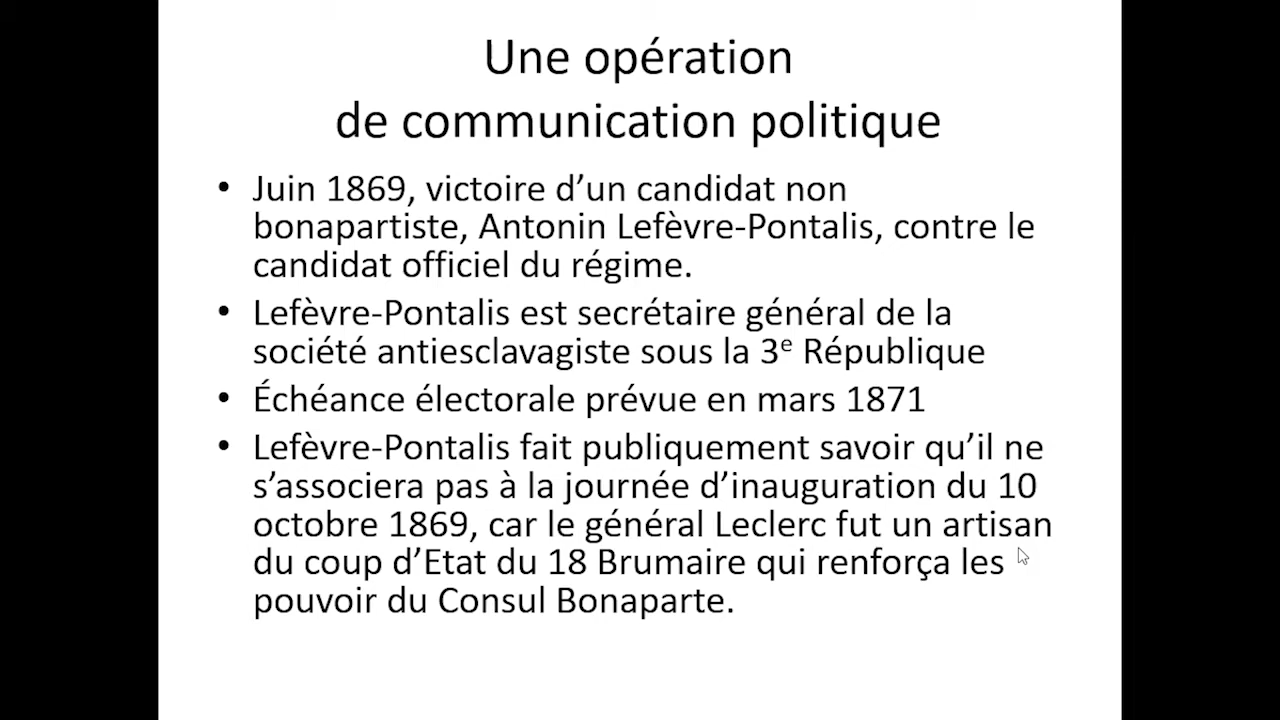 Une opération
de communication politique
• Juin 1869, victoire d’un candidat non
bonapartiste, Antonin Lefèvre-Pontalis, contre le
candidat officiel du régime.
• Lefèvre-Pontalis est secrétaire général de la
société antiesclavagiste sous la 3e République
• Échéance électorale prévue en mars 1871
• Lefèvre-Pontalis fait publiquement savoir qu’il ne
s’associera pas à la journée d’inauguration du 10
octobre 1869, car le général Leclerc fut un artisan
du coup d’Etat du 18 Brumaire qui renforça les
pouvoir du Consul Bonaparte.